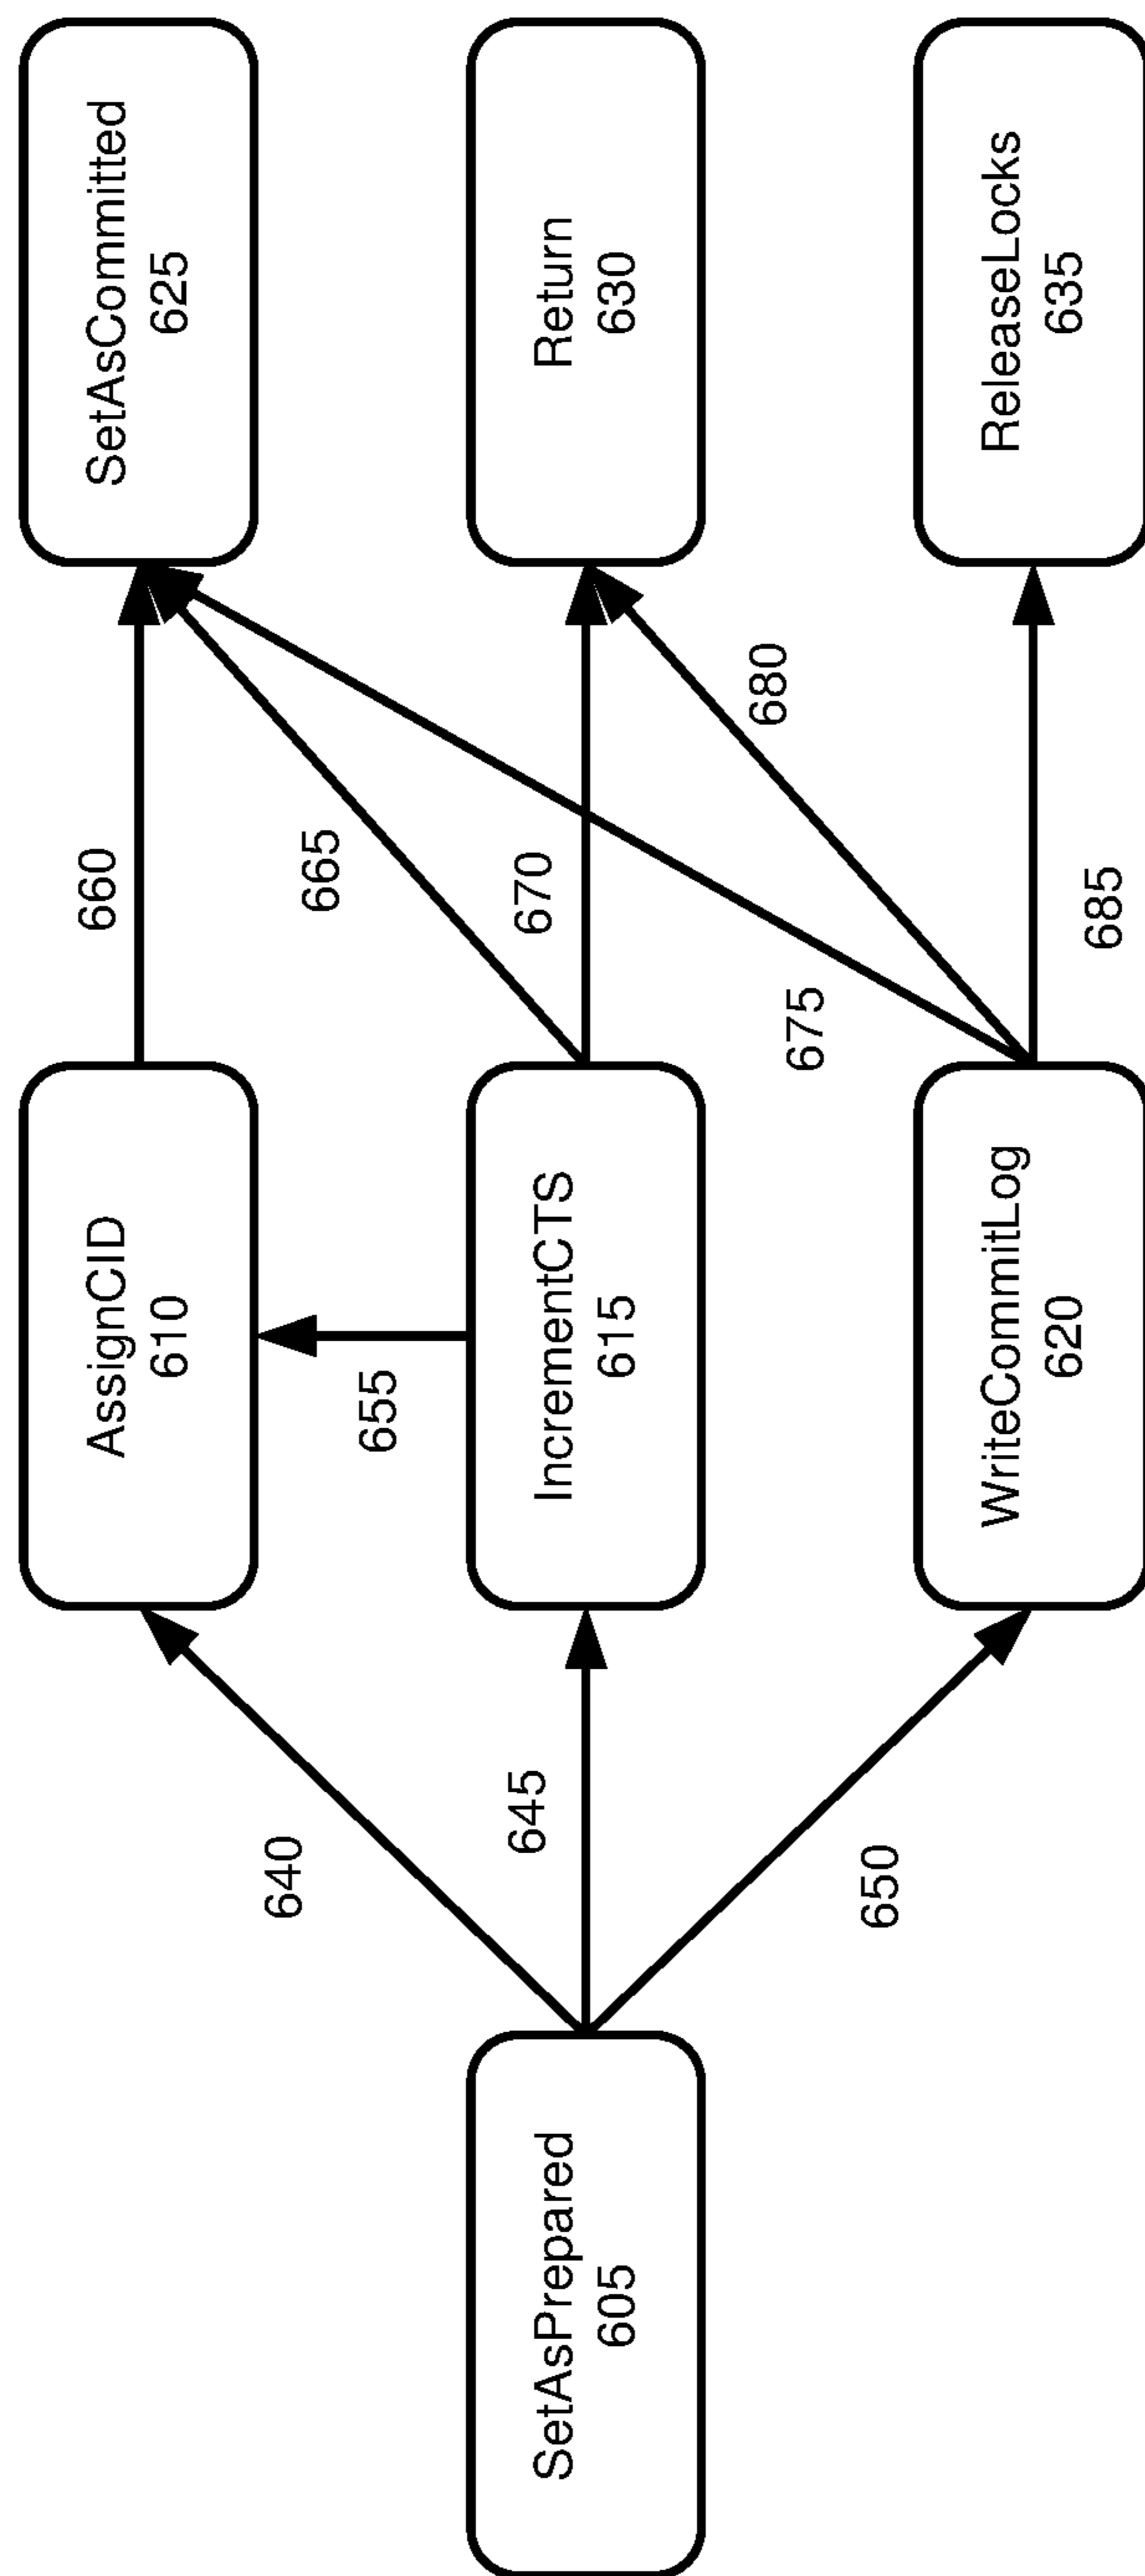 SetAsPrepared
605
640
645
650
AssignCID
610
655
IncrementCTS
615
WriteCommitLog
620
660
665
670
675
680
685
SetAsCommitted
625
Return
630
ReleaseLocks
635